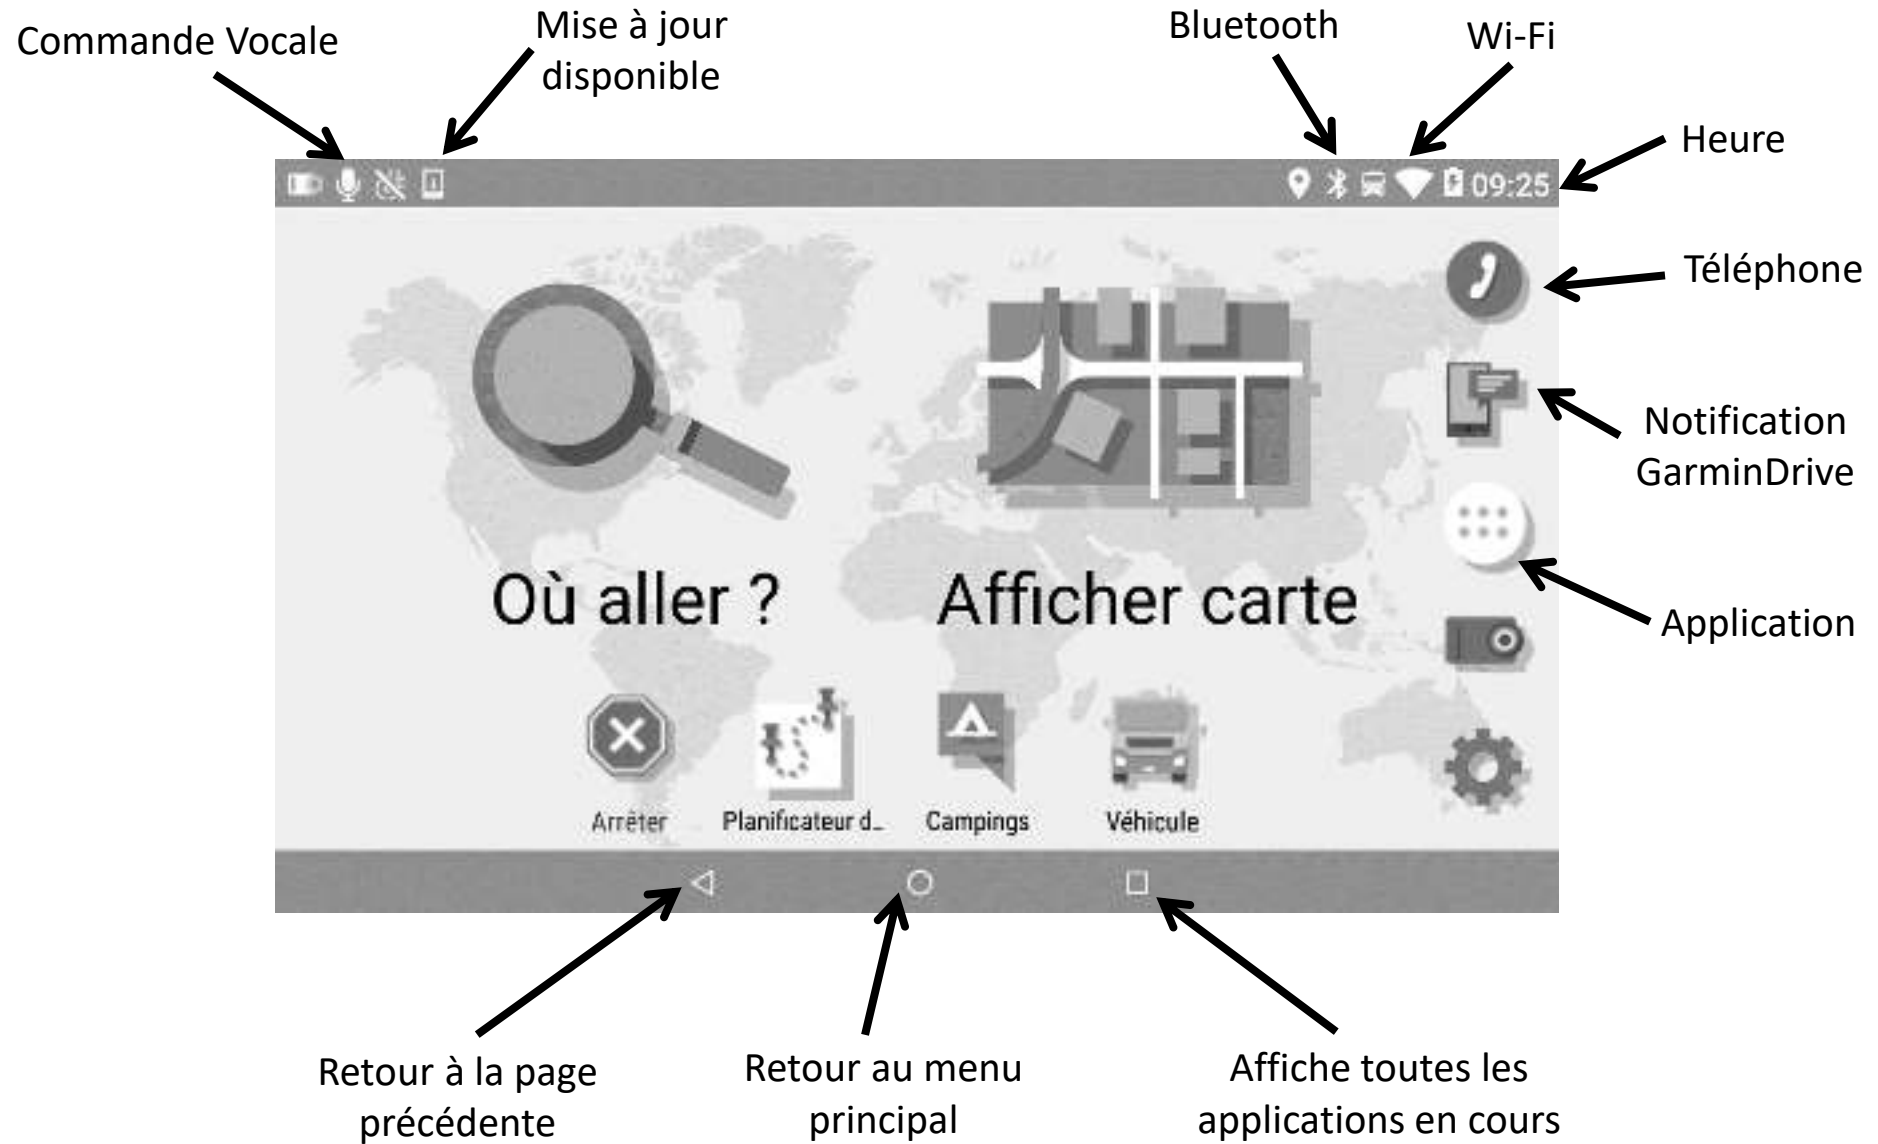 Commande Vocale
Mise à jour
disponible
Bluetooth
Wi-Fi
Heure
09:25
Téléphone
Notification
GarminDrive
Où aller ?
Afficher carte
Application
Arrêter
Planificateur d...
Campings
Véhicule
Retour à la page
précédente
Retour au menu
principal
Affiche toutes les
applications en cours